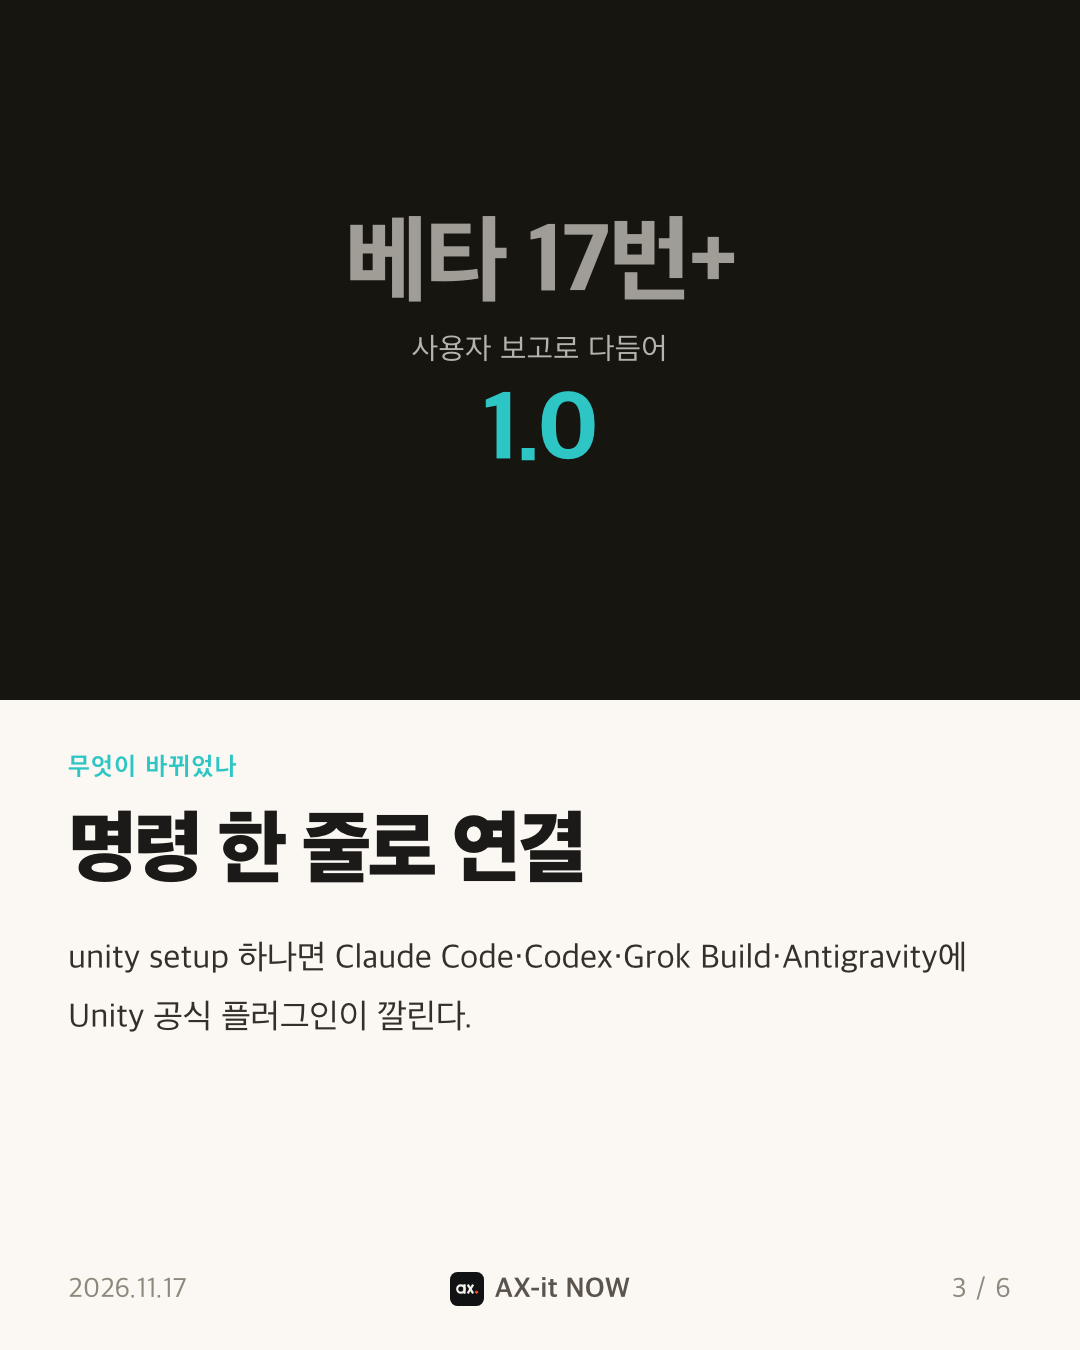 베타 17번+
사용자 보고로 다듬어
1.0
무엇이 바뀌었나
명령 한 줄로 연결
unity setup 하나면 Claude Code·Codex·Grok Build·Antigravity에
Unity 공식 플러그인이 깔린다.
2026.11.17
ax. AX-it NOW
3 / 6